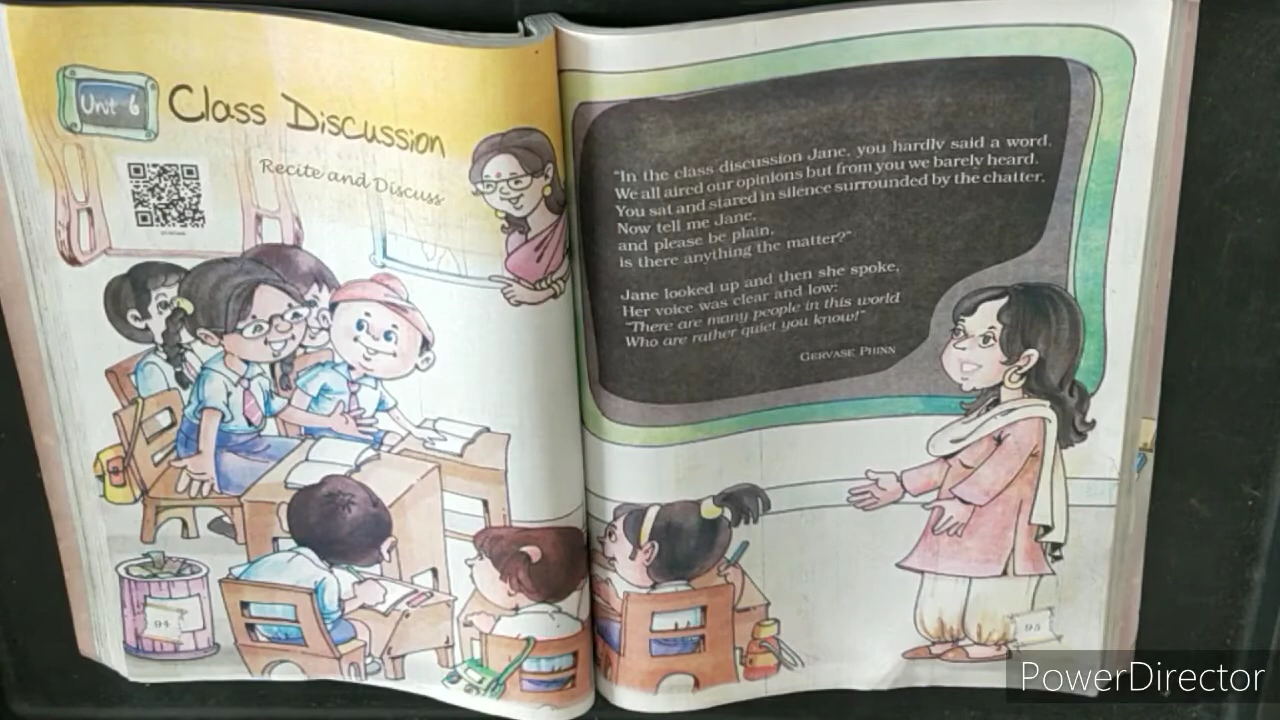 Unit 6
Class Discussion
Recite and Discuss
94
"In the class discussion Jane, you hardly said a word,
We all aired our opinions but from you we barely heard.
You sat and stared in silence surrounded by the chatter,
Now tell me Jane,
and please be plain,
is there anything the matter?"
Jane looked up and then she spoke,
Her voice was clear and low:
"There are many people in this world
Who are rather quiet you know!"
GERVASE PHINN
95
PowerDirector